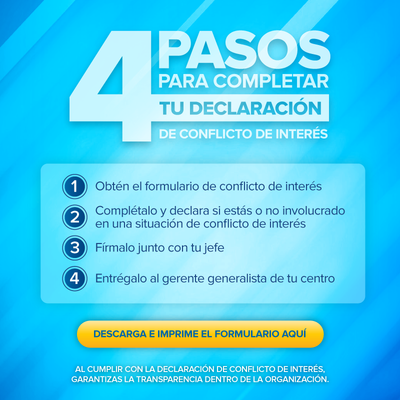 4 PASOS
PARA COMPLETAR
TU DECLARACIÓN
DE CONFLICTO DE INTERÉS
1 Obtén el formulario de conflicto de interés
2 Complétalo y declara si estás o no involucrado
en una situación de conflicto de interés
3 Fírmalo junto con tu jefe
4 Entrégalo al gerente generalista de tu centro
DESCARGA E IMPRIME EL FORMULARIO AQUÍ
AL CUMPLIR CON LA DECLARACIÓN DE CONFLICTO DE INTERÉS,
GARANTIZAS LA TRANSPARENCIA DENTRO DE LA ORGANIZACIÓN.